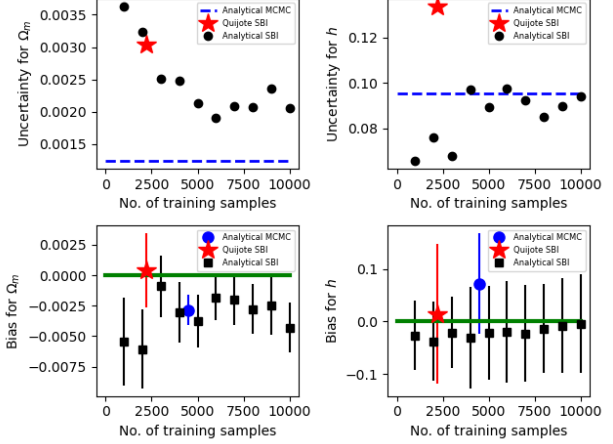 Uncertainty for Ωm
0.0035
0.0030
0.0025
0.0020
0.0015
Analytical MCMC
Quijote SBI
Analytical SBI
0 2500 5000 7500 10000
No. of training samples
Uncertainty for h
0.12
0.10
0.08
Analytical MCMC
Quijote SBI
Analytical SBI
0 2500 5000 7500 10000
No. of training samples
Bias for Ωm
0.0025
0.0000
−0.0025
−0.0050
−0.0075
Analytical MCMC
Quijote SBI
Analytical SBI
0 2500 5000 7500 10000
No. of training samples
Bias for h
0.1
0.0
−0.1
Analytical MCMC
Quijote SBI
Analytical SBI
0 2500 5000 7500 10000
No. of training samples